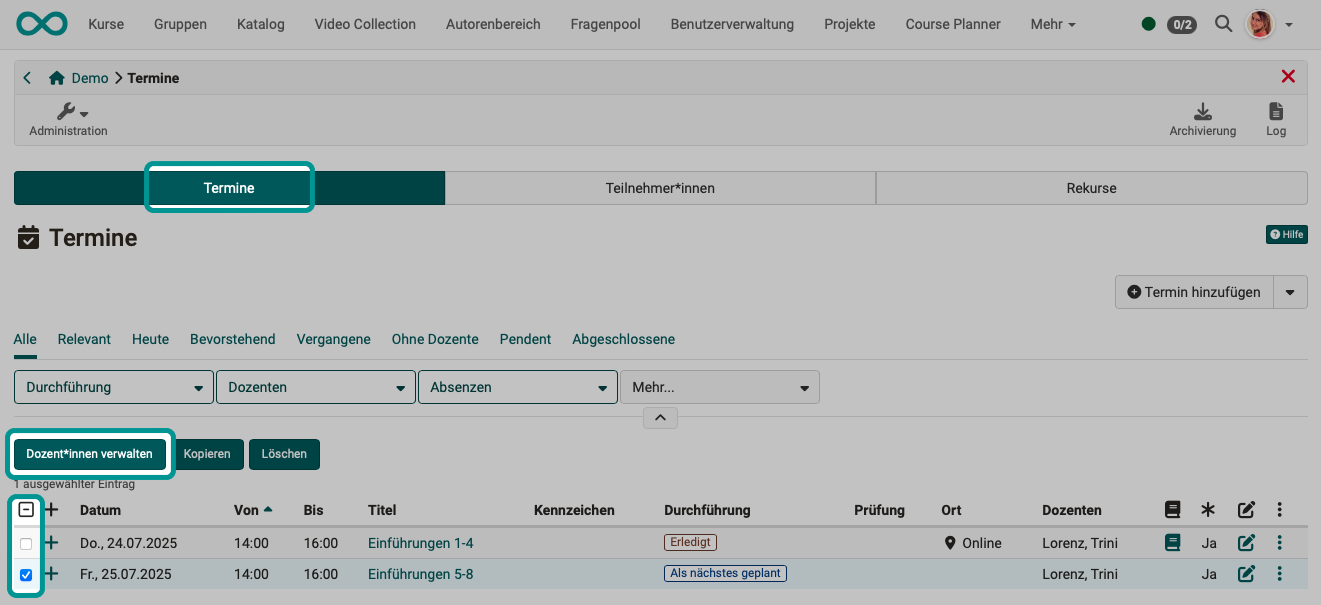 Kurse Gruppen Katalog Video Collection Autorenbereich Fragenpool Benutzerverwaltung Projekte Course Planner Mehr 0/2
Demo Termine
Administration Archivierung Log
Termine Teilnehmer*innen Rekurse
Termine
Hilfe
Termin hinzufügen
Alle Relevant Heute Bevorstehend Vergangene Ohne Dozente Pendent Abgeschlossene
Durchführung Dozenten Absenzen Mehr...
Dozent*innen verwalten Kopieren Löschen
1 ausgewählter Eintrag
Datum Von Bis Titel Kennzeichen Durchführung Prüfung Ort Dozenten
Do., 24.07.2025 14:00 16:00 Einführungen 1-4 Erledigt Online Lorenz, Trini Ja
Fr., 25.07.2025 14:00 16:00 Einführungen 5-8 Als nächstes geplant Lorenz, Trini Ja